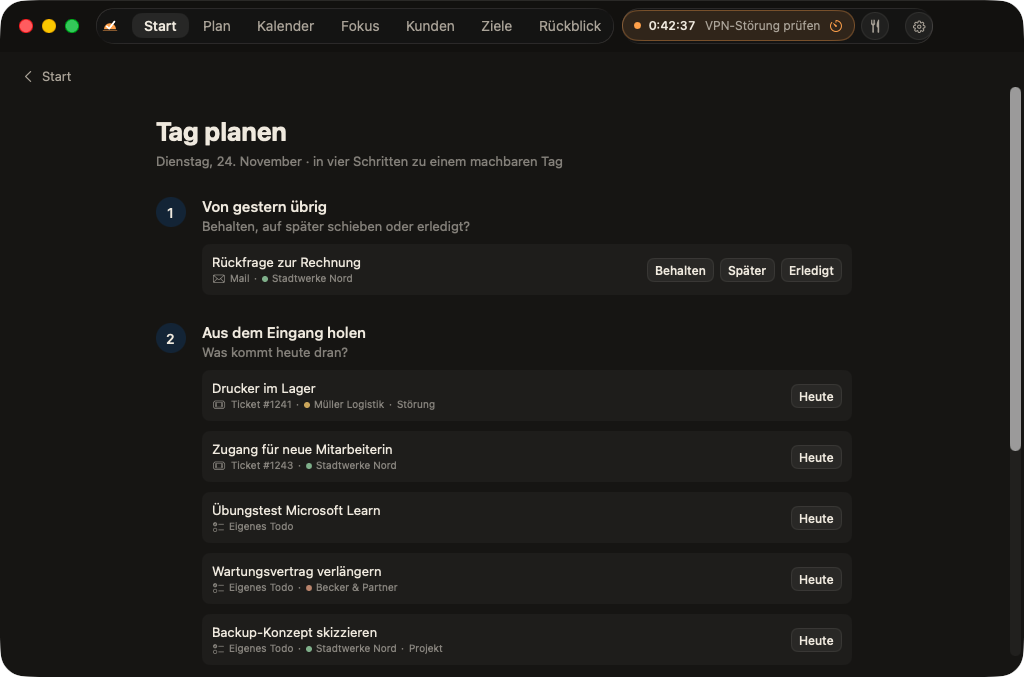 Start
Plan
Kalender
Fokus
Kunden
Ziele
Rückblick
0:42:37 VPN-Störung prüfen
Start
Tag planen
Dienstag, 24. November · in vier Schritten zu einem machbaren Tag
1
Von gestern übrig
Behalten, auf später schieben oder erledigt?
Rückfrage zur Rechnung
Mail · Stadtwerke Nord
Behalten
Später
Erledigt
2
Aus dem Eingang holen
Was kommt heute dran?
Drucker im Lager
Ticket #1241 · Müller Logistik · Störung
Heute
Zugang für neue Mitarbeiterin
Ticket #1243 · Stadtwerke Nord
Heute
Übungstest Microsoft Learn
Eigenes Todo
Heute
Wartungsvertrag verlängern
Eigenes Todo · Becker & Partner
Heute
Backup-Konzept skizzieren
Eigenes Todo · Stadtwerke Nord · Projekt
Heute